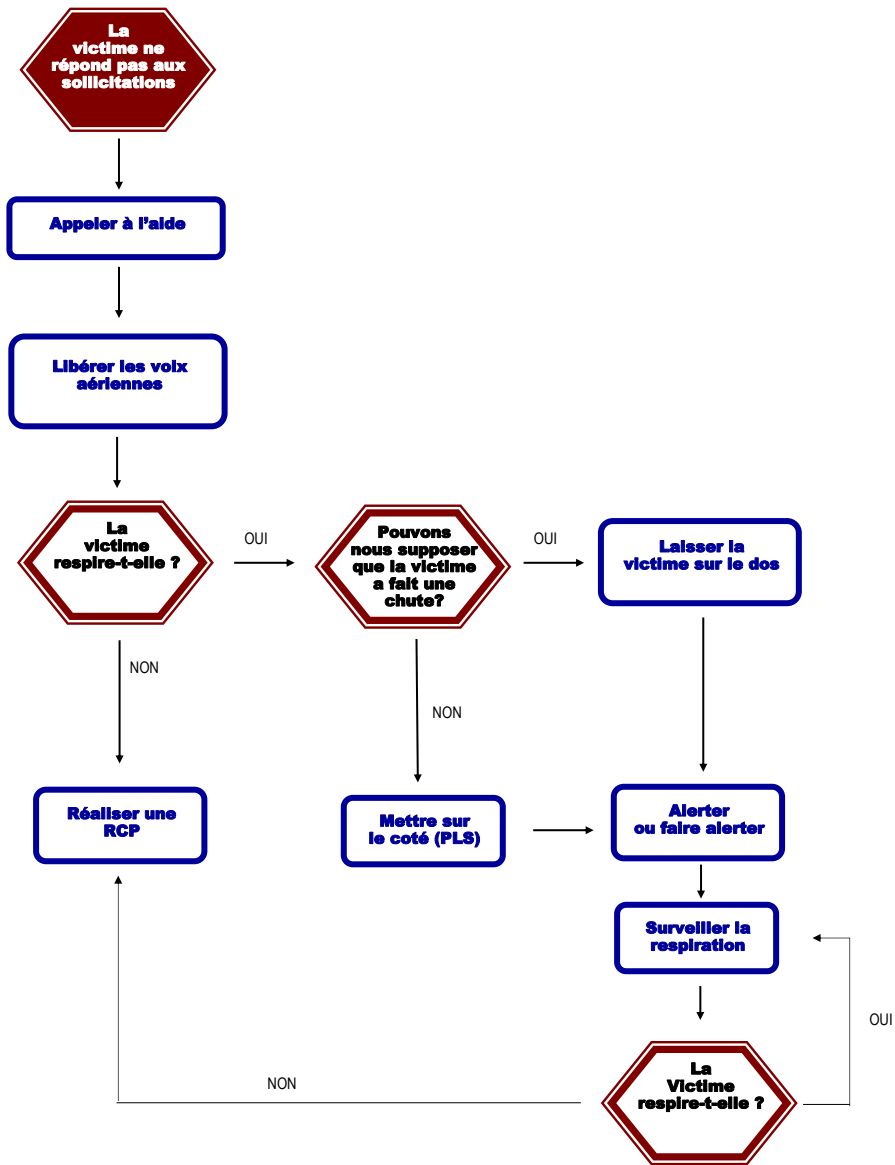 La
victime ne
répond pas aux
sollicitations
Appeler à l'aide
Libérer les voix
aériennes
La
victime
respire-t-elle ?
OUI
Pouvons
nous supposer
que la victime
a fait une
chute?
OUI
Laisser la
victime sur le dos
NON
NON
Réaliser une
RCP
Mettre sur
le coté (PLS)
Alerter
ou faire alerter
Surveiller la
respiration
OUI
La
Victime
respire-t-elle ?
NON